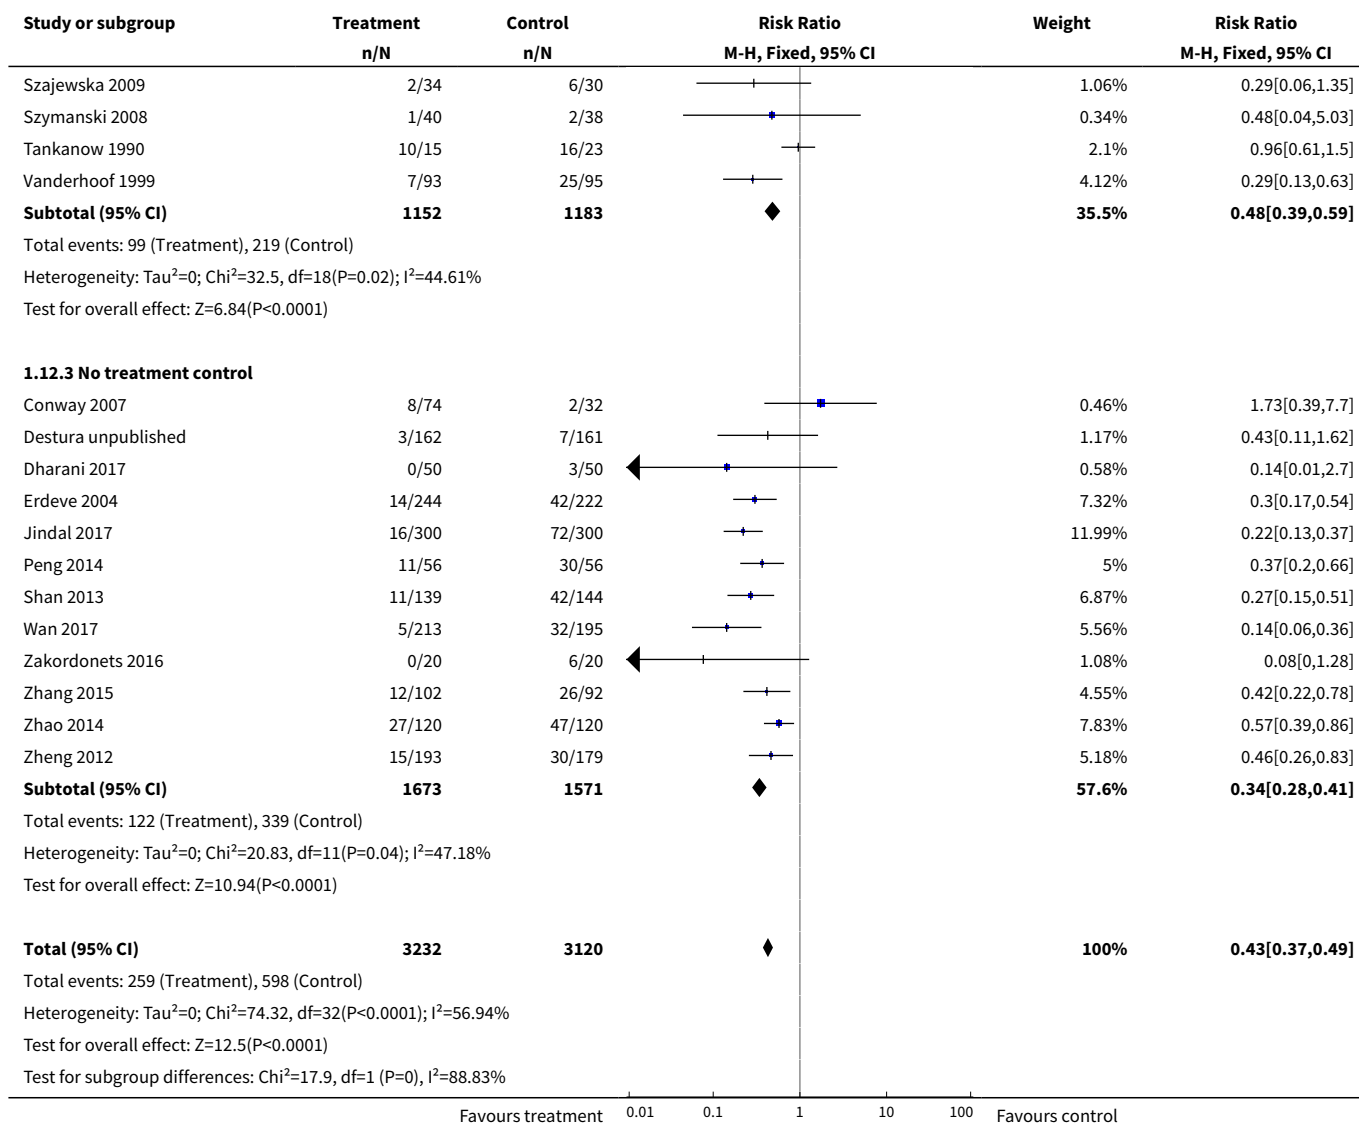 Study or subgroup Treatment Control Risk Ratio Weight Risk Ratio
n/N n/N M-H, Fixed, 95% CI M-H, Fixed, 95% CI
Szajewska 2009 2/34 6/30 1.06% 0.29[0.06,1.35]
Szymanski 2008 1/40 2/38 0.34% 0.48[0.04,5.03]
Tankanow 1990 10/15 16/23 2.1% 0.96[0.61,1.5]
Vanderhoof 1999 7/93 25/95 4.12% 0.29[0.13,0.63]
Subtotal (95% CI) 1152 1183 35.5% 0.48[0.39,0.59]
Total events: 99 (Treatment), 219 (Control)
Heterogeneity: Tau²=0; Chi²=32.5, df=18(P=0.02); I²=44.61%
Test for overall effect: Z=6.84(P<0.0001)
1.12.3 No treatment control
Conway 2007 8/74 2/32 0.46% 1.73[0.39,7.7]
Destura unpublished 3/162 7/161 1.17% 0.43[0.11,1.62]
Dharani 2017 0/50 3/50 0.58% 0.14[0.01,2.7]
Erdeve 2004 14/244 42/222 7.32% 0.3[0.17,0.54]
Jindal 2017 16/300 72/300 11.99% 0.22[0.13,0.37]
Peng 2014 11/56 30/56 5% 0.37[0.2,0.66]
Shan 2013 11/139 42/144 6.87% 0.27[0.15,0.51]
Wan 2017 5/213 32/195 5.56% 0.14[0.06,0.36]
Zakordonets 2016 0/20 6/20 1.08% 0.08[0,1.28]
Zhang 2015 12/102 26/92 4.55% 0.42[0.22,0.78]
Zhao 2014 27/120 47/120 7.83% 0.57[0.39,0.86]
Zheng 2012 15/193 30/179 5.18% 0.46[0.26,0.83]
Subtotal (95% CI) 1673 1571 57.6% 0.34[0.28,0.41]
Total events: 122 (Treatment), 339 (Control)
Heterogeneity: Tau²=0; Chi²=20.83, df=11(P=0.04); I²=47.18%
Test for overall effect: Z=10.94(P<0.0001)
Total (95% CI) 3232 3120 100% 0.43[0.37,0.49]
Total events: 259 (Treatment), 598 (Control)
Heterogeneity: Tau²=0; Chi²=74.32, df=32(P<0.0001); I²=56.94%
Test for overall effect: Z=12.5(P<0.0001)
Test for subgroup differences: Chi²=17.9, df=1 (P=0), I²=88.83%
Favours treatment 0.01 0.1 1 10 100 Favours control